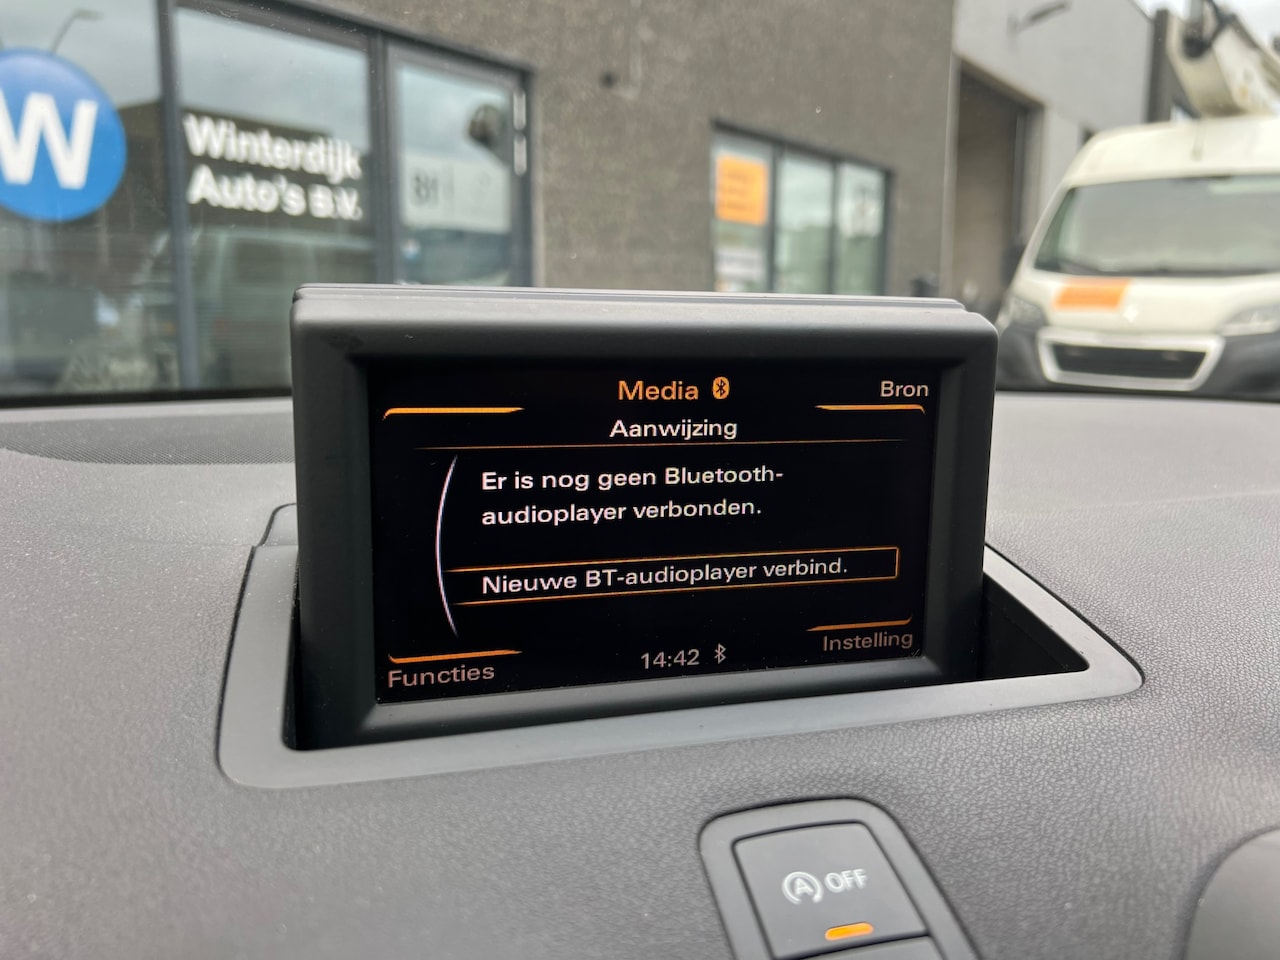 W
Winterdijk
Auto's B.V.
Media
Bron
Aanwijzing
Er is nog geen Bluetooth-
audioplayer verbonden.
Nieuwe BT-audioplayer verbind.
Instelling
14:42
Functies
A OFF